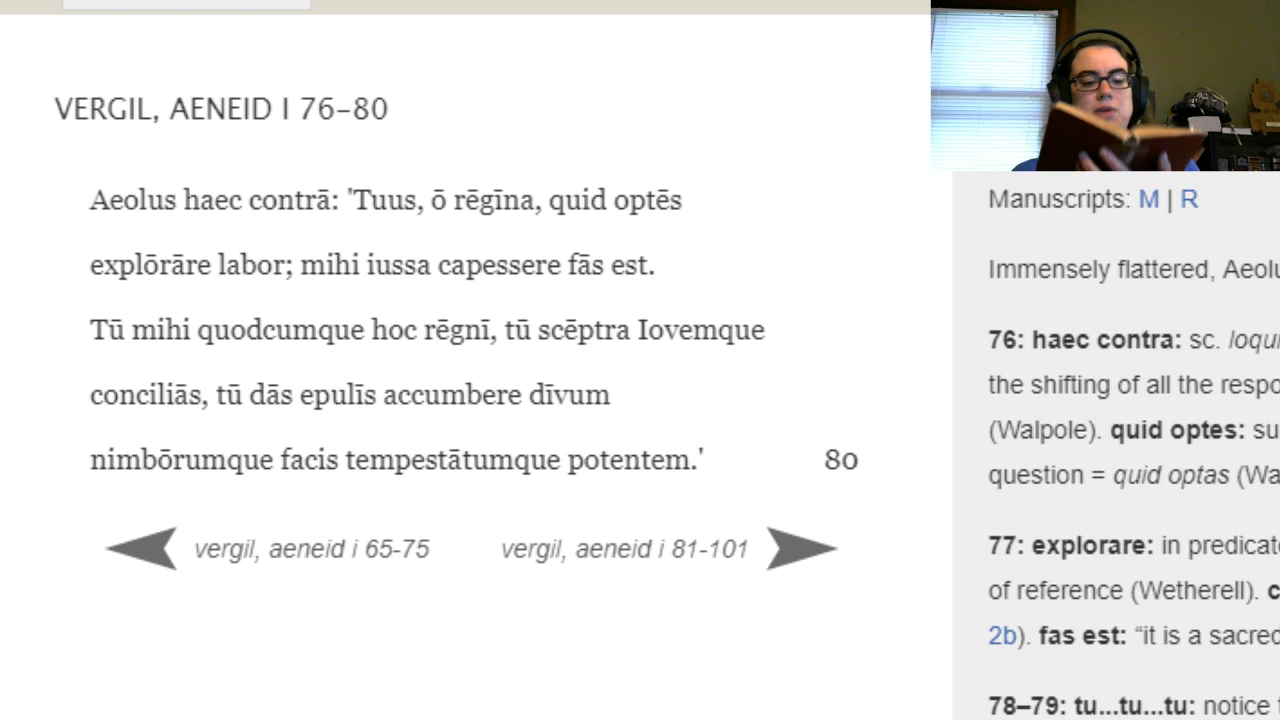 VERGIL, AENEID I 76–80
Aeolus haec contrā: 'Tuus, ō rēgīna, quid optēs
explōrāre labor; mihi iussa capessere fās est.
Tū mihi quodcumque hoc rēgnī, tū scēptra Iovemque
conciliās, tū dās epulīs accumbere dīvum
nimbōrumque facis tempestātumque potentem.' 80
vergil, aeneid i 65-75 vergil, aeneid i 81-101
Manuscripts: M | R
Immensely flattered, Aeolu
76: haec contra: sc. loqui
the shifting of all the respo
(Walpole). quid optes: su
question = quid optas (Wa
77: explorare: in predicat
of reference (Wetherell). c
2b). fas est: “it is a sacred
78–79: tu...tu...tu: notice